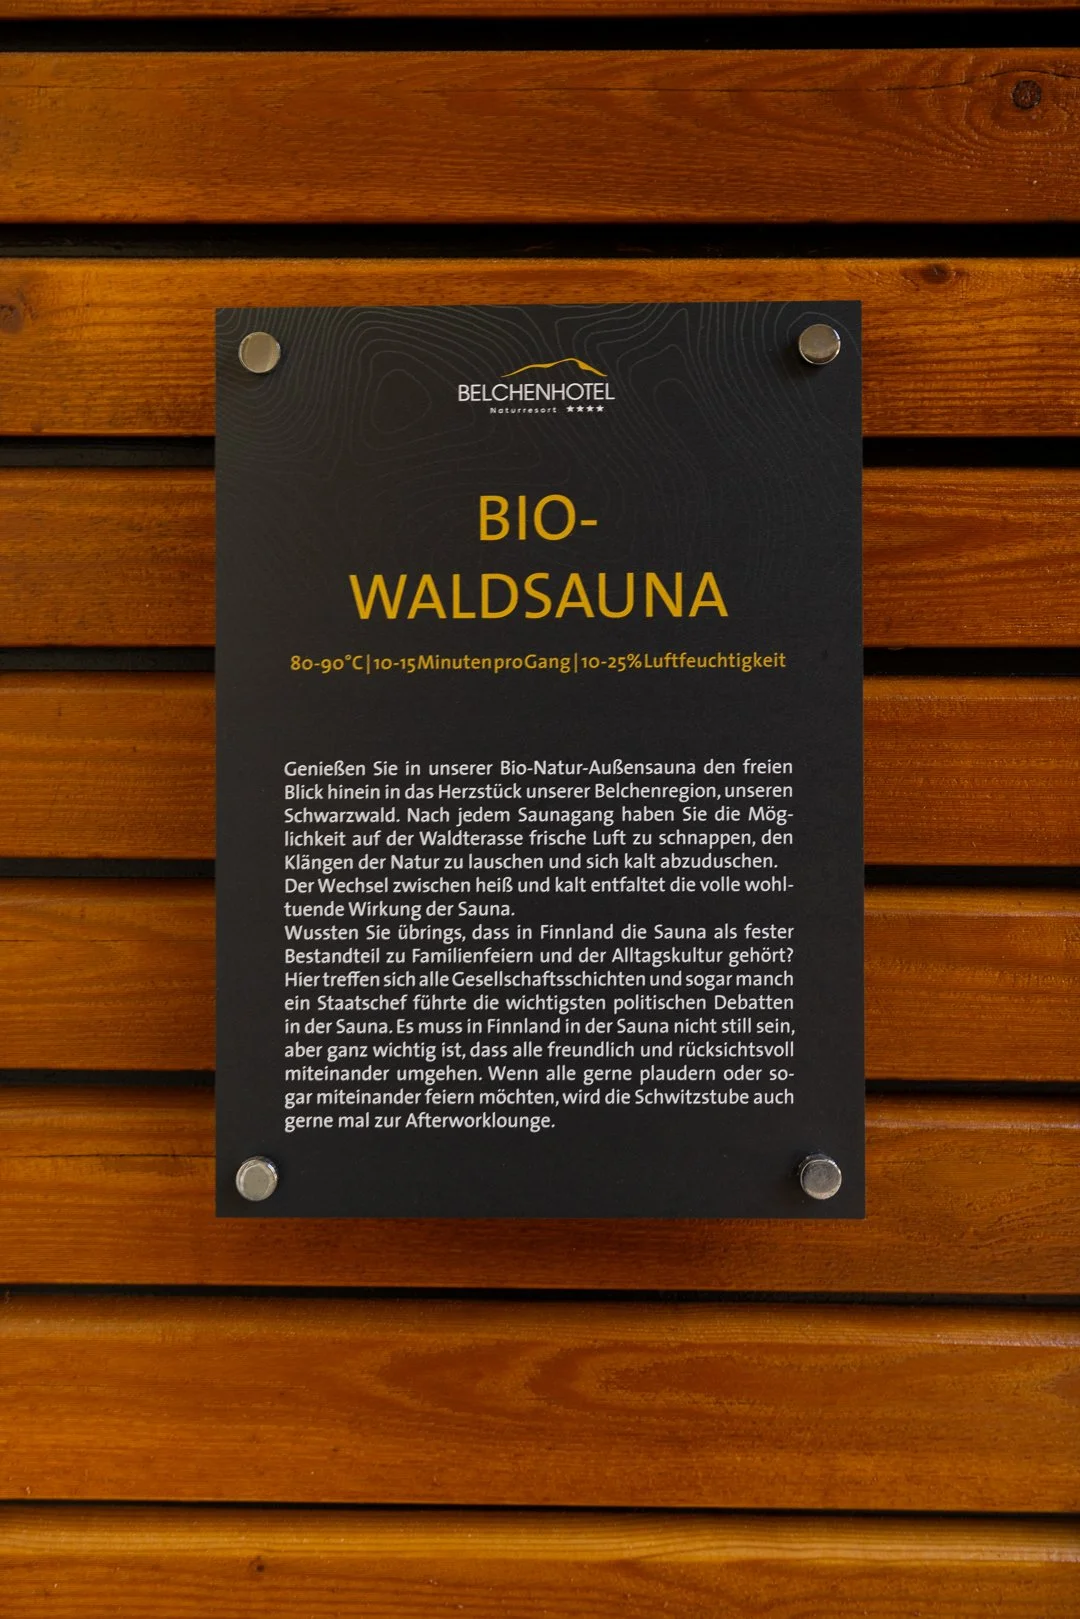 BELCHENHOTEL
Naturresort ★★★★
BIO-
WALDSAUNA
80-90°C|10-15Minuten pro Gang|10-25% Luftfeuchtigkeit
Genießen Sie in unserer Bio-Natur-Außensauna den freien
Blick hinein in das Herzstück unserer Belchenregion, unseren
Schwarzwald. Nach jedem Saunagang haben Sie die Mög-
lichkeit auf der Waldterasse frische Luft zu schnappen, den
Klängen der Natur zu lauschen und sich kalt abzuduschen.
Der Wechsel zwischen heiß und kalt entfaltet die volle wohl-
tuende Wirkung der Sauna.
Wussten Sie übrings, dass in Finnland die Sauna als fester
Bestandteil zu Familienfeiern und der Alltagskultur gehört?
Hier treffen sich alle Gesellschaftsschichten und sogar manch
ein Staatschef führte die wichtigsten politischen Debatten
in der Sauna. Es muss in Finnland in der Sauna nicht still sein,
aber ganz wichtig ist, dass alle freundlich und rücksichtsvoll
miteinander umgehen. Wenn alle gerne plaudern oder so-
gar miteinander feiern möchten, wird die Schwitzstube auch
gerne mal zur Afterworklounge.